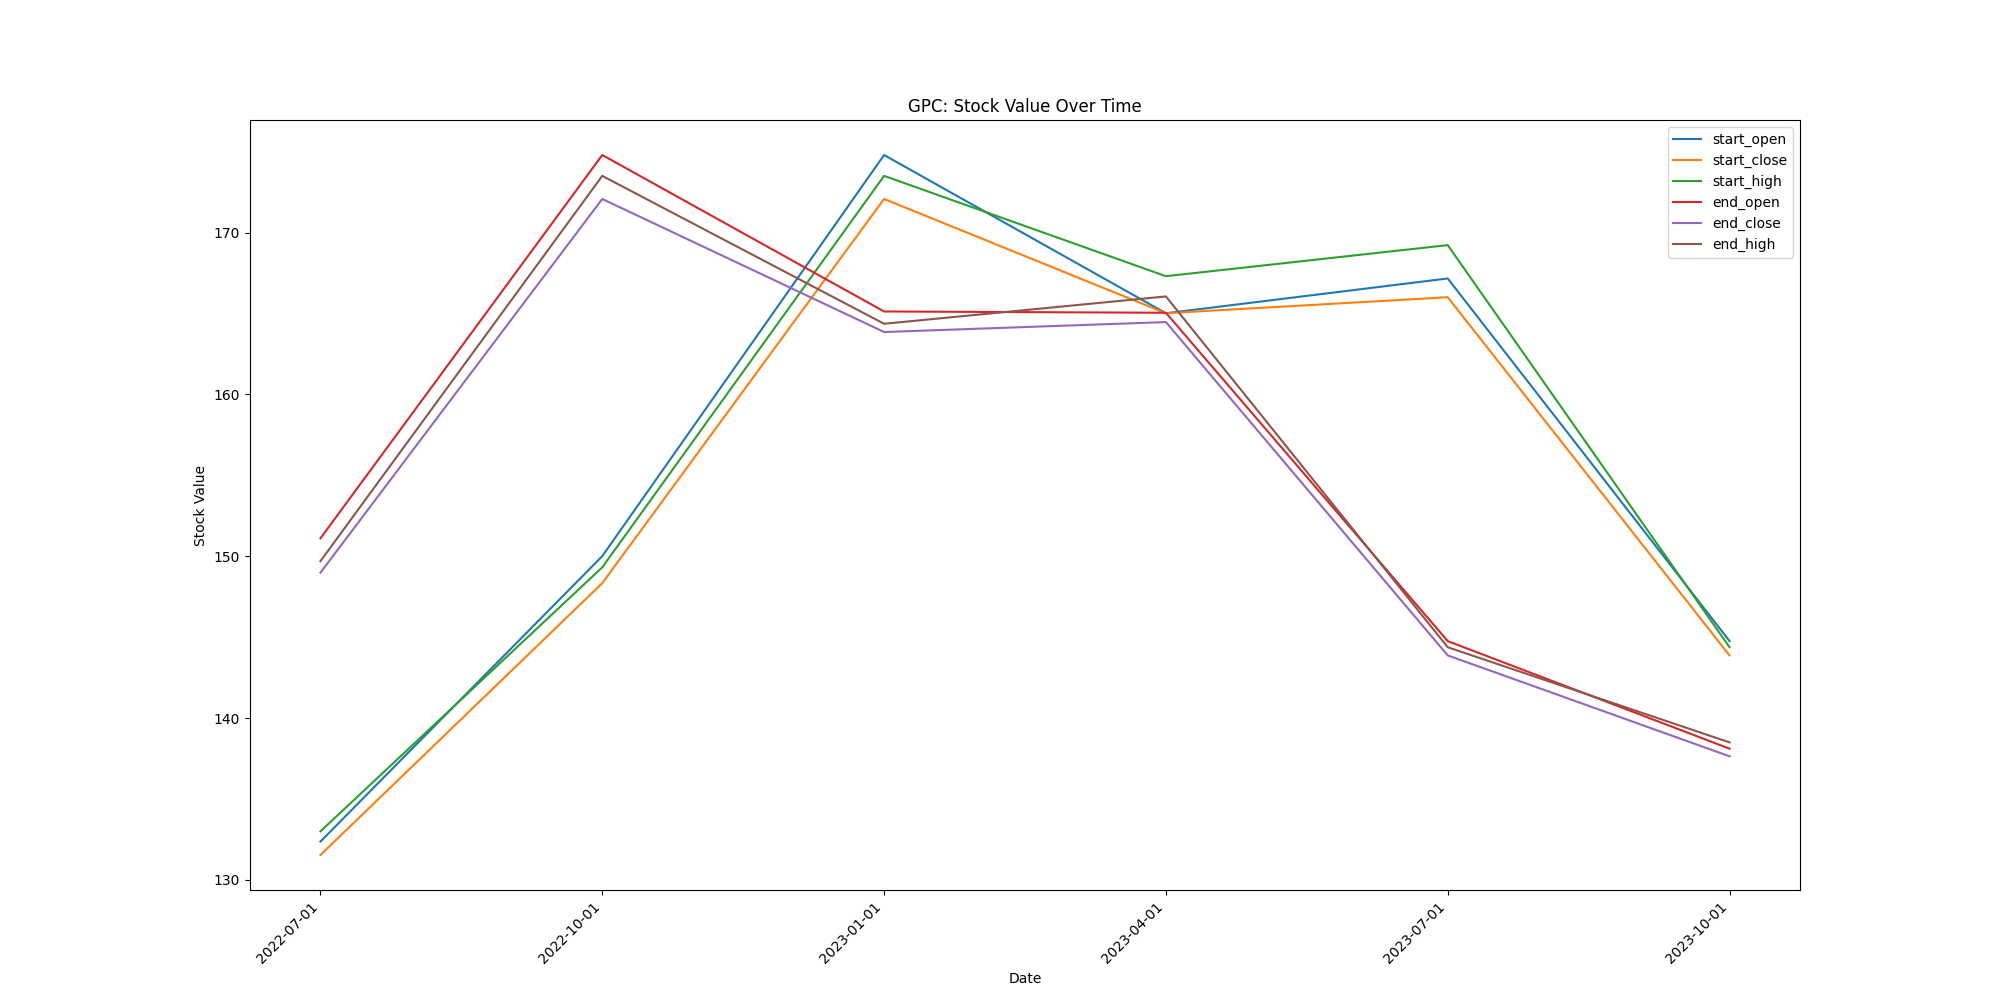 GPC: Stock Value Over Time
start_open
start_close
start_high
end_open
end_close
end_high
Stock Value
170
160
150
140
130
2022-07-01
2022-10-01
2023-01-01
2023-04-01
2023-07-01
2023-10-01
Date